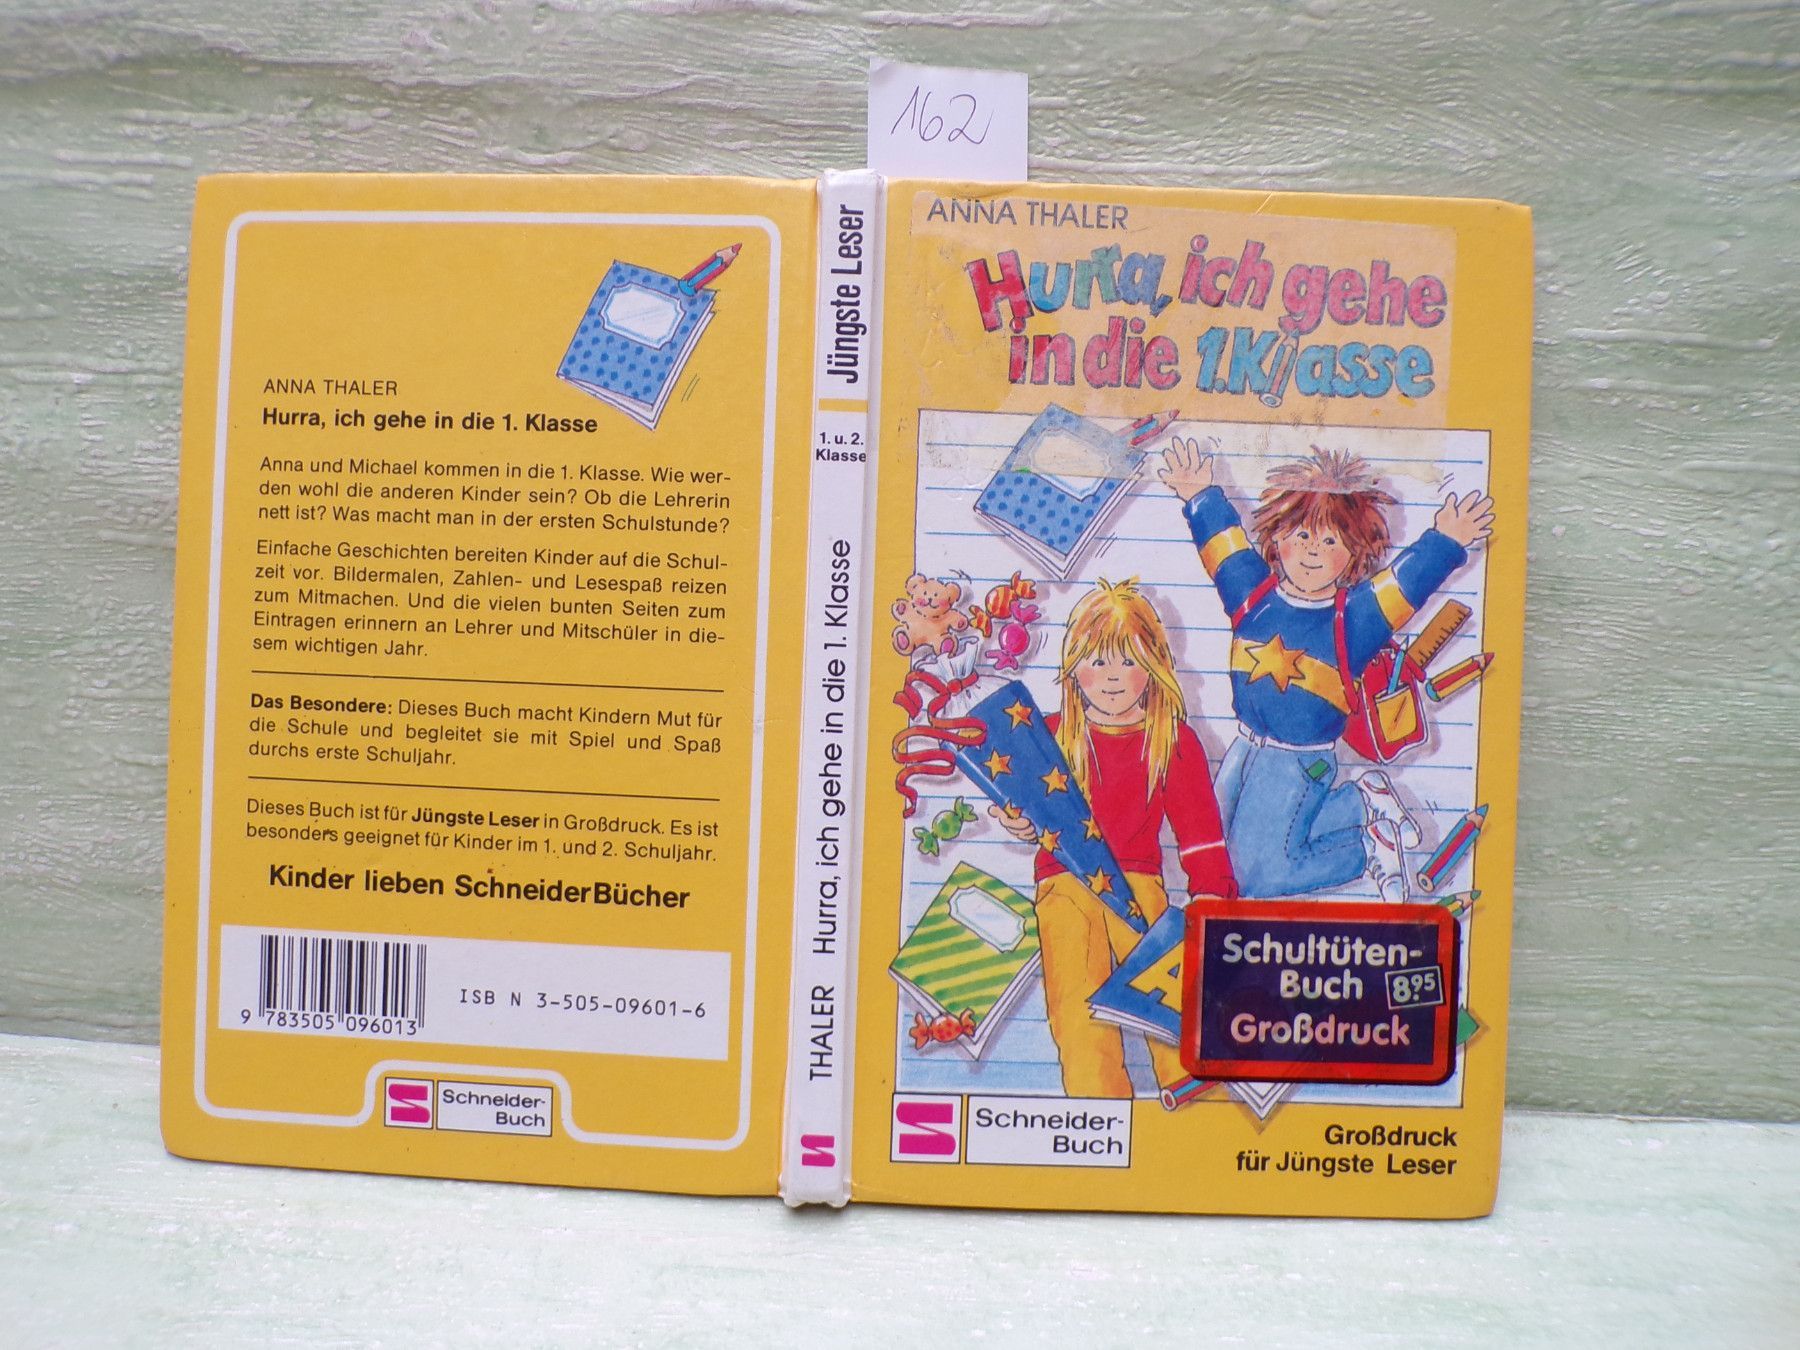 162
ANNA THALER
Hurra, ich gehe in die 1. Klasse
Anna und Michael kommen in die 1. Klasse. Wie wer-
den wohl die anderen Kinder sein? Ob die Lehrerin
nett ist? Was macht man in der ersten Schulstunde?
Einfache Geschichten bereiten Kinder auf die Schul-
zeit vor. Bildermalen, Zahlen- und Lesespaß reizen
zum Mitmachen. Und die vielen bunten Seiten zum
Eintragen erinnern an Lehrer und Mitschüler in die-
sem wichtigen Jahr.
Das Besondere: Dieses Buch macht Kindern Mut für
die Schule und begleitet sie mit Spiel und Spaß
durchs erste Schuljahr.
Dieses Buch ist für Jüngste Leser in Großdruck. Es ist
besonders geeignet für Kinder im 1. und 2. Schuljahr.
Kinder lieben SchneiderBücher
ISBN 3-505-09601-6
9 783505 096013
Schneider-
Buch
Jüngste Leser
1. u. 2.
Klasse
THALER Hurra, ich gehe in die 1. Klasse
ANNA THALER
Hurra, ich gehe
in die 1. Klasse
A
Schultüten-
Buch 8.95
Großdruck
Schneider-
Buch
Großdruck
für Jüngste Leser